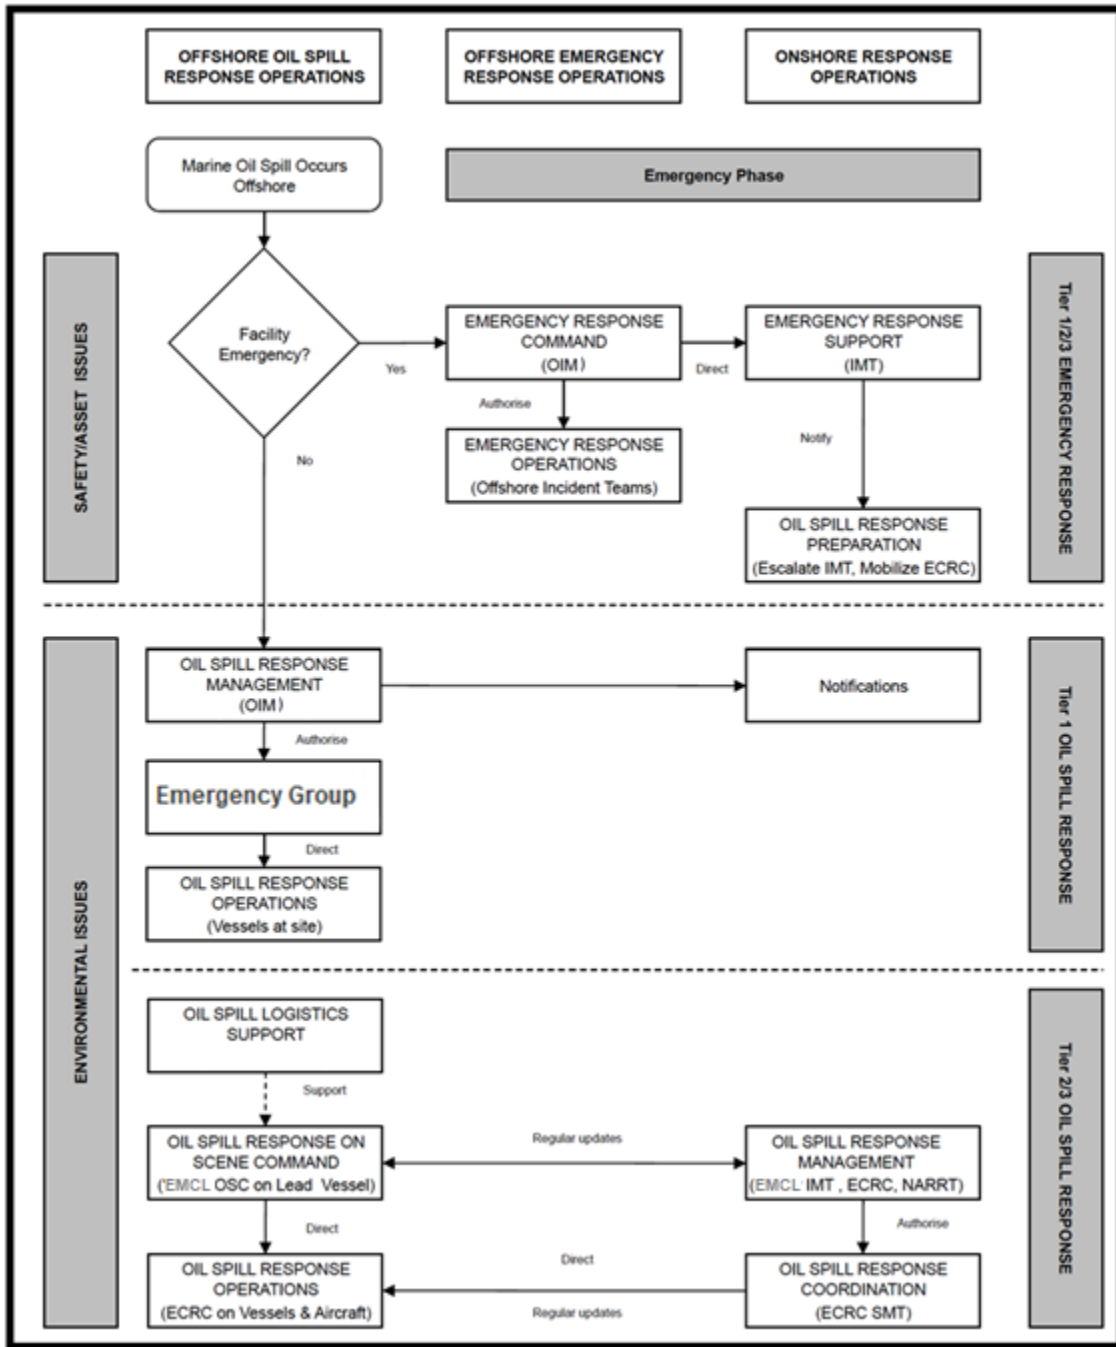 OFFSHORE OIL SPILL
RESPONSE OPERATIONS
OFFSHORE EMERGENCY
RESPONSE OPERATIONS
ONSHORE RESPONSE
OPERATIONS
Marine Oil Spill Occurs
Offshore
Emergency Phase
SAFETY/ASSET ISSUES
Tier 1/2/3 EMERGENCY RESPONSE
Facility
Emergency?
Yes
EMERGENCY RESPONSE
COMMAND
(OIM)
Direct
EMERGENCY RESPONSE
SUPPORT
(IMT)
Authorise
EMERGENCY RESPONSE
OPERATIONS
(Offshore Incident Teams)
Notify
No
OIL SPILL RESPONSE
PREPARATION
(Escalate IMT, Mobilize ECRC)
ENVIRONMENTAL ISSUES
Tier 1 OIL SPILL RESPONSE
OIL SPILL RESPONSE
MANAGEMENT
(OIM)
Notifications
Authorise
Emergency Group
Direct
OIL SPILL RESPONSE
OPERATIONS
(Vessels at site)
Tier 2/3 OIL SPILL RESPONSE
OIL SPILL LOGISTICS
SUPPORT
Support
OIL SPILL RESPONSE ON
SCENE COMMAND
('EMCL OSC on Lead Vessel)
Regular updates
OIL SPILL RESPONSE
MANAGEMENT
(EMCL' IMT , ECRC, NARRT)
Direct
Authorise
OIL SPILL RESPONSE
OPERATIONS
(ECRC on Vessels & Aircraft)
Direct
Regular updates
OIL SPILL RESPONSE
COORDINATION
(ECRC SMT)